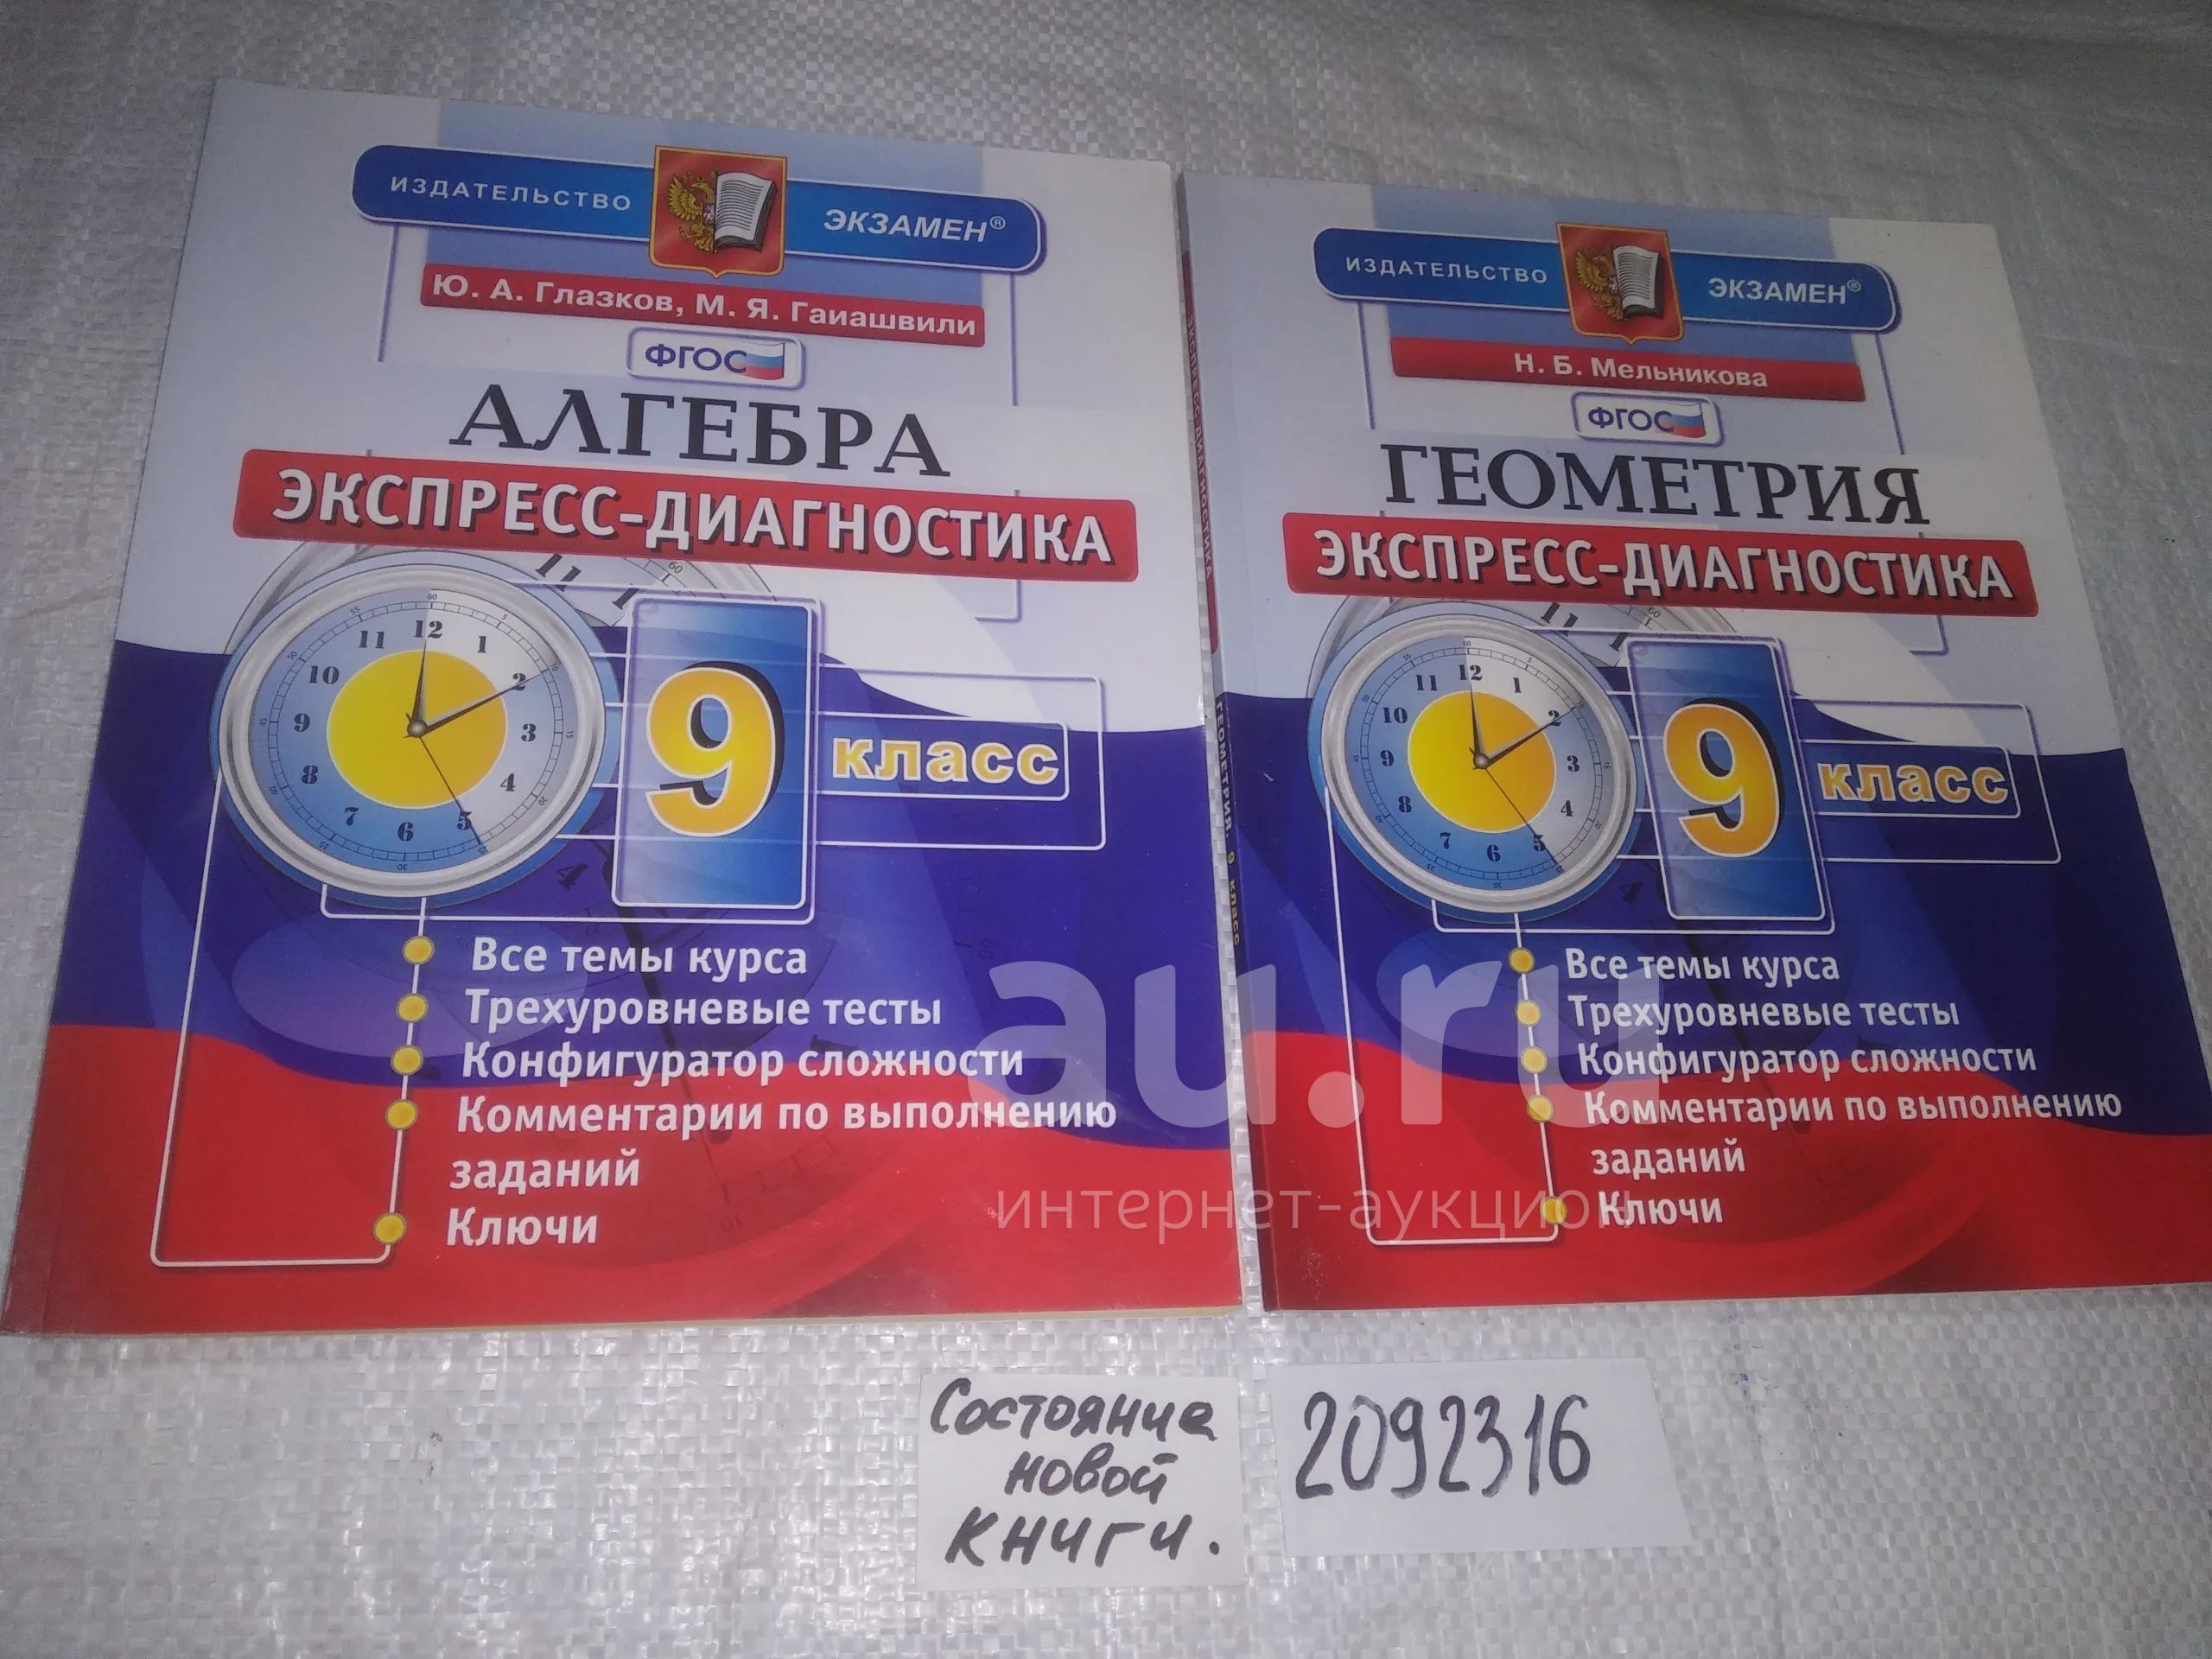 ИЗДАТЕЛЬСТВО ЭКЗАМЕН®
Ю. А. Глазков, М. Я. Гаиашвили
ФГОС
АЛГЕБРА
ЭКСПРЕСС-ДИАГНОСТИКА
9 класс
Все темы курса
Трехуровневые тесты
Конфигуратор сложности
Комментарии по выполнению
заданий
Ключи
ИЗДАТЕЛЬСТВО ЭКЗАМЕН®
Н. Б. Мельникова
ФГОС
ГЕОМЕТРИЯ
ЭКСПРЕСС-ДИАГНОСТИКА
9 класс
Все темы курса
Трехуровневые тесты
Конфигуратор сложности
Комментарии по выполнению
заданий
Ключи
ЭКСПРЕСС-ДИАГНОСТИКА ГЕОМЕТРИЯ. 9 класс
au.ru
интернет-аукцион
Состояние
новой
книги.
2092316